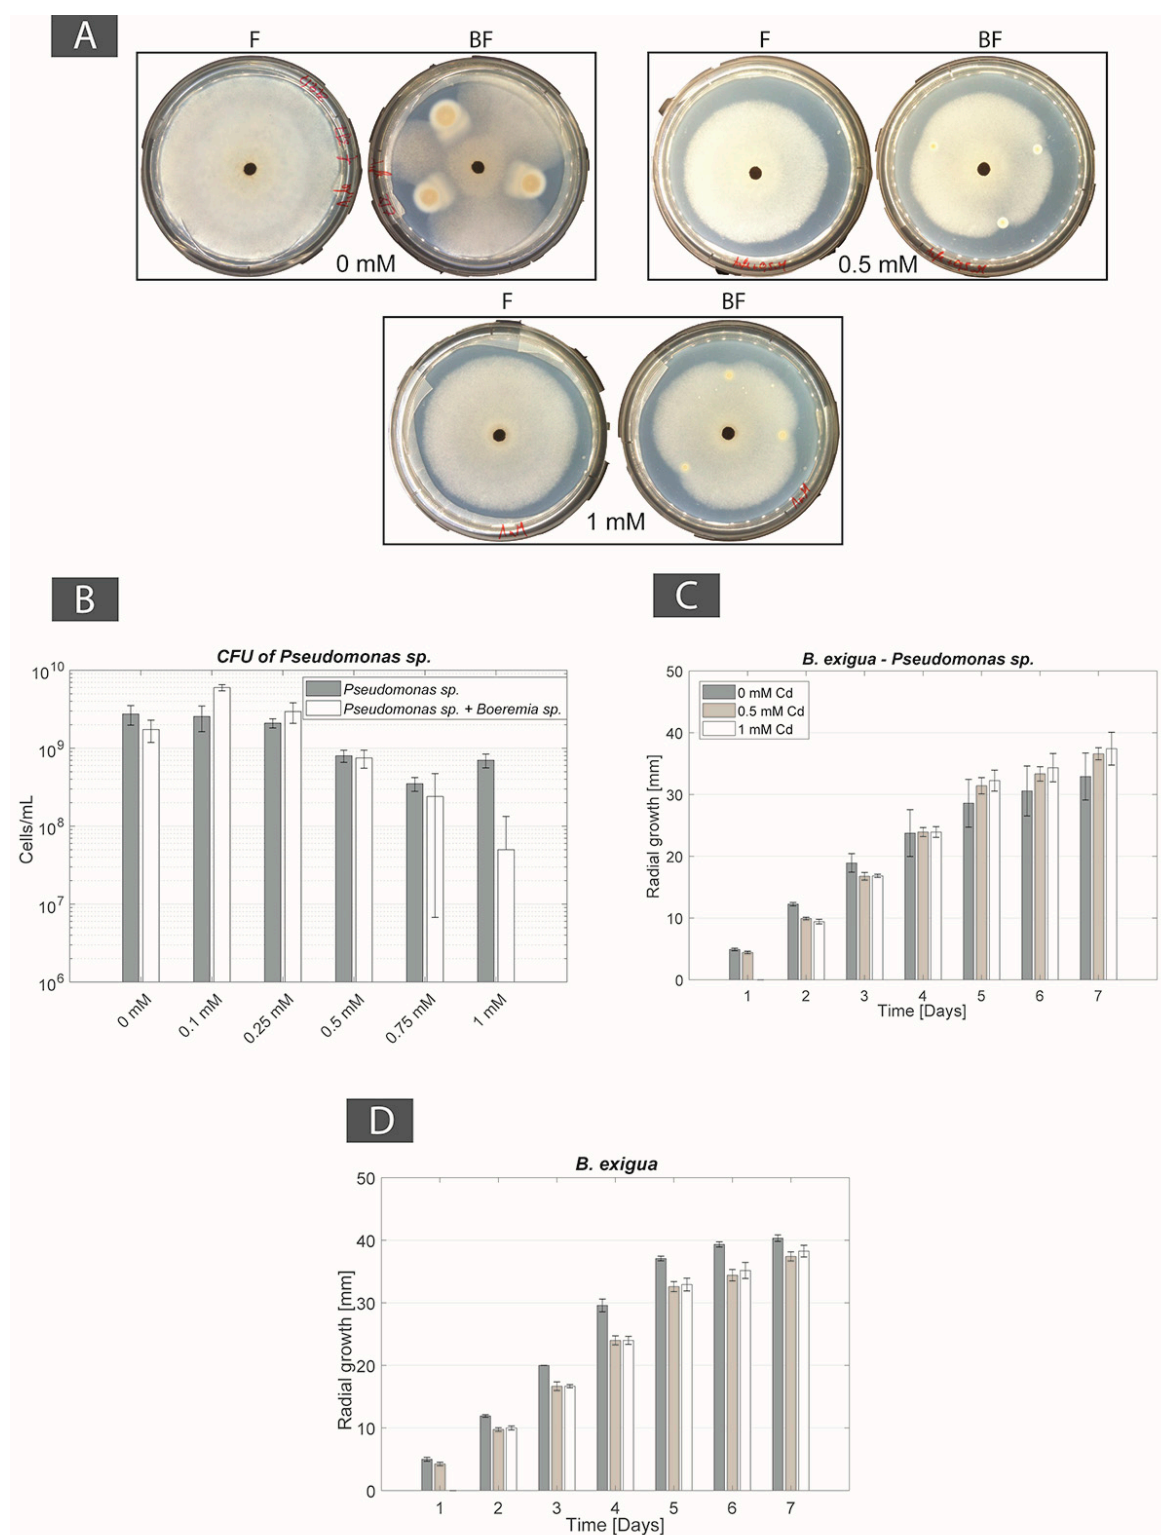 A
F BF
0 mM
F BF
0.5 mM
F BF
1 mM
B
CFU of Pseudomonas sp.
Pseudomonas sp.
Pseudomonas sp. + Boeremia sp.
Cells/mL
10^10
10^9
10^8
10^7
10^6
0 mM 0.1 mM 0.25 mM 0.5 mM 0.75 mM 1 mM
C
B. exigua - Pseudomonas sp.
0 mM Cd
0.5 mM Cd
1 mM Cd
Radial growth [mm]
50
40
30
20
10
0
1 2 3 4 5 6 7
Time [Days]
D
B. exigua
Radial growth [mm]
50
40
30
20
10
0
1 2 3 4 5 6 7
Time [Days]